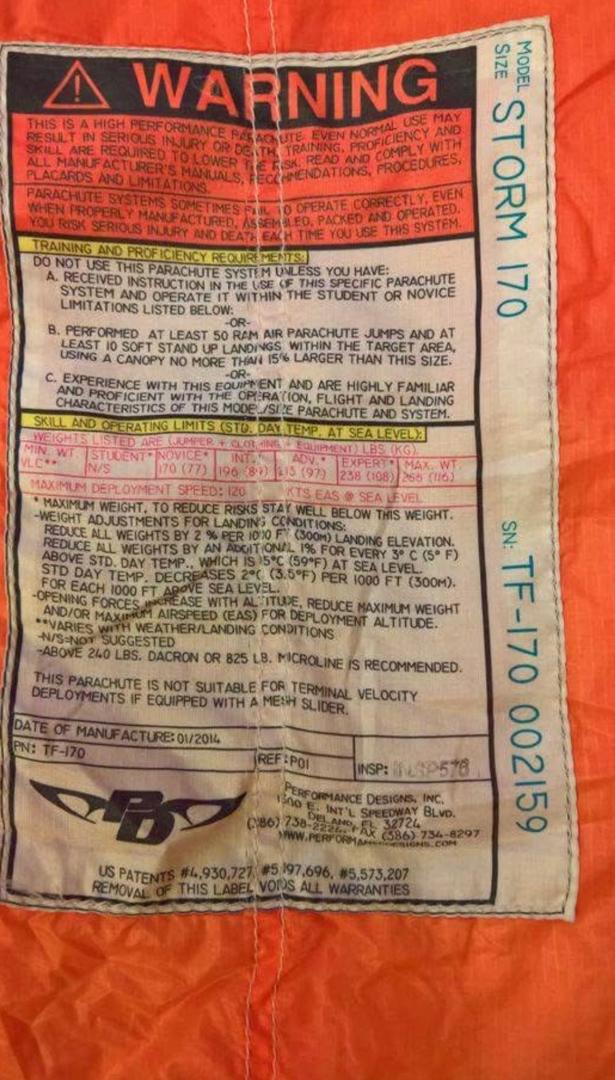 WARNING
THIS IS A HIGH PERFORMANCE PARACHUTE. EVEN NORMAL USE MAY
RESULT IN SERIOUS INJURY OR DEATH. TRAINING, PROFICIENCY AND
SKILL ARE REQUIRED TO LOWER THE RISK. READ AND COMPLY WITH
ALL MANUFACTURER'S MANUALS, RECOMMENDATIONS, PROCEDURES,
PLACARDS AND LIMITATIONS.
PARACHUTE SYSTEMS SOMETIMES FAIL TO OPERATE CORRECTLY, EVEN
WHEN PROPERLY MANUFACTURED, ASSEMBLED, PACKED AND OPERATED.
YOU RISK SERIOUS INJURY AND DEATH EACH TIME YOU USE THIS SYSTEM.
TRAINING AND PROFICIENCY REQUIREMENTS:
DO NOT USE THIS PARACHUTE SYSTEM UNLESS YOU HAVE:
A. RECEIVED INSTRUCTION IN THE USE OF THIS SPECIFIC PARACHUTE
SYSTEM AND OPERATE IT WITHIN THE STUDENT OR NOVICE
LIMITATIONS LISTED BELOW:
-OR-
B. PERFORMED AT LEAST 50 RAM AIR PARACHUTE JUMPS AND AT
LEAST 10 SOFT STAND UP LANDINGS WITHIN THE TARGET AREA,
USING A CANOPY NO MORE THAN 15% LARGER THAN THIS SIZE.
-OR-
C. EXPERIENCE WITH THIS EQUIPMENT AND ARE HIGHLY FAMILIAR
AND PROFICIENT WITH THE OPERATION, FLIGHT AND LANDING
CHARACTERISTICS OF THIS MODEL/SIZE PARACHUTE AND SYSTEM.
SKILL AND OPERATING LIMITS (STD. DAY TEMP. AT SEA LEVEL):
WEIGHTS LISTED ARE (JUMPER + CLOTHING + EQUIPMENT) LBS (KG).
MIN. WT. STUDENT* NOVICE* INT.* ADV.* EXPERT* MAX. WT.
VLC** N/S 170 (77) 196 (89) 215 (97) 238 (108) 256 (116)
MAXIMUM DEPLOYMENT SPEED: 120 KTS EAS @ SEA LEVEL
* MAXIMUM WEIGHT, TO REDUCE RISKS STAY WELL BELOW THIS WEIGHT.
-WEIGHT ADJUSTMENTS FOR LANDING CONDITIONS:
REDUCE ALL WEIGHTS BY 2 % PER 1000 FT (300m) LANDING ELEVATION.
REDUCE ALL WEIGHTS BY AN ADDITIONAL 1% FOR EVERY 3° C (5° F)
ABOVE STD. DAY TEMP., WHICH IS 15°C (59°F) AT SEA LEVEL.
STD DAY TEMP. DECREASES 2°C (3.5°F) PER 1000 FT (300M).
FOR EACH 1000 FT ABOVE SEA LEVEL.
-OPENING FORCES INCREASE WITH ALTITUDE, REDUCE MAXIMUM WEIGHT
AND/OR MAXIMUM AIRSPEED (EAS) FOR DEPLOYMENT ALTITUDE.
**VARIES WITH WEATHER/LANDING CONDITIONS
-N/S=NOT SUGGESTED
-ABOVE 240 LBS. DACRON OR 825 LB. MICROLINE IS RECOMMENDED.
THIS PARACHUTE IS NOT SUITABLE FOR TERMINAL VELOCITY
DEPLOYMENTS IF EQUIPPED WITH A MESH SLIDER.
DATE OF MANUFACTURE: 01/2014
PN: TF-170 REF: P01 INSP: INSP578
PD
PERFORMANCE DESIGNS, INC.
1300 E. INT'L SPEEDWAY BLVD.
DELAND, FL 32724
(386) 738-2224, FAX (386) 734-8297
WWW.PERFORMANCEDESIGNS.COM
US PATENTS #4,930,727, #5,197,696, #5,573,207
REMOVAL OF THIS LABEL VOIDS ALL WARRANTIES
MODEL STORM 170
SIZE
SN: TF-170 002159